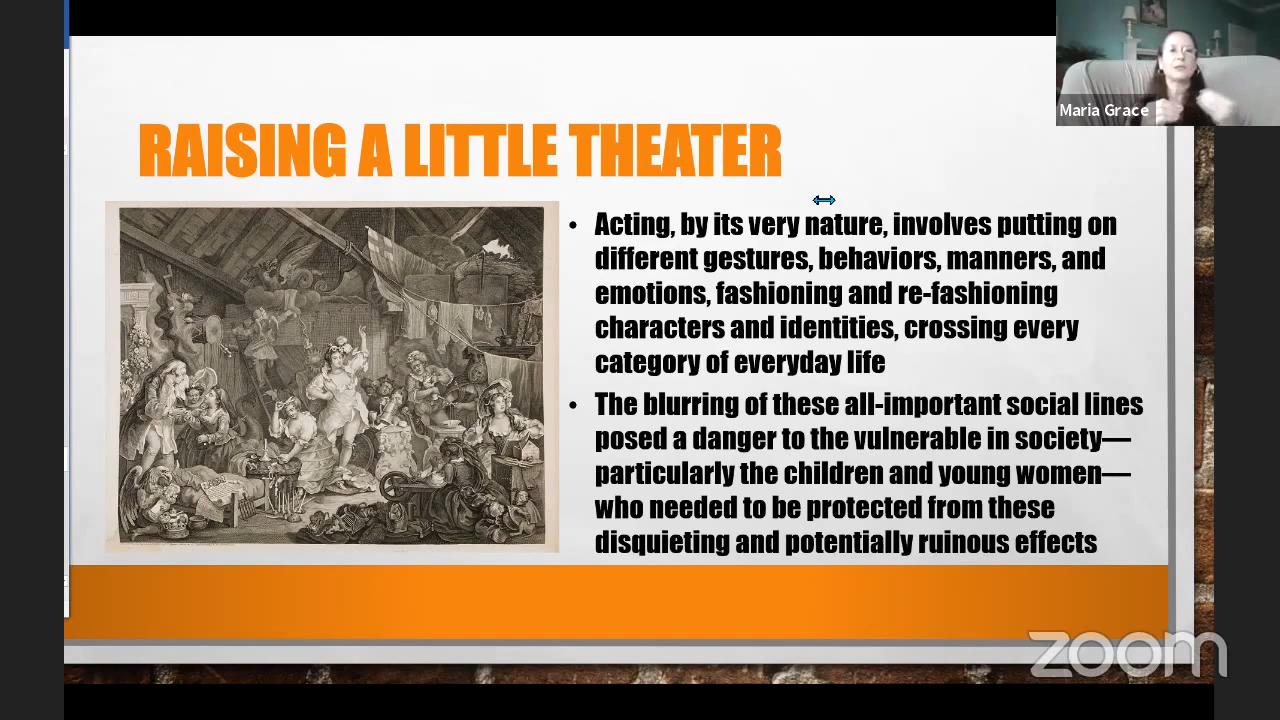 Maria Grace
RAISING A LITTLE THEATER
• Acting, by its very nature, involves putting on
different gestures, behaviors, manners, and
emotions, fashioning and re-fashioning
characters and identities, crossing every
category of everyday life
• The blurring of these all-important social lines
posed a danger to the vulnerable in society—
particularly the children and young women—
who needed to be protected from these
disquieting and potentially ruinous effects
zoom